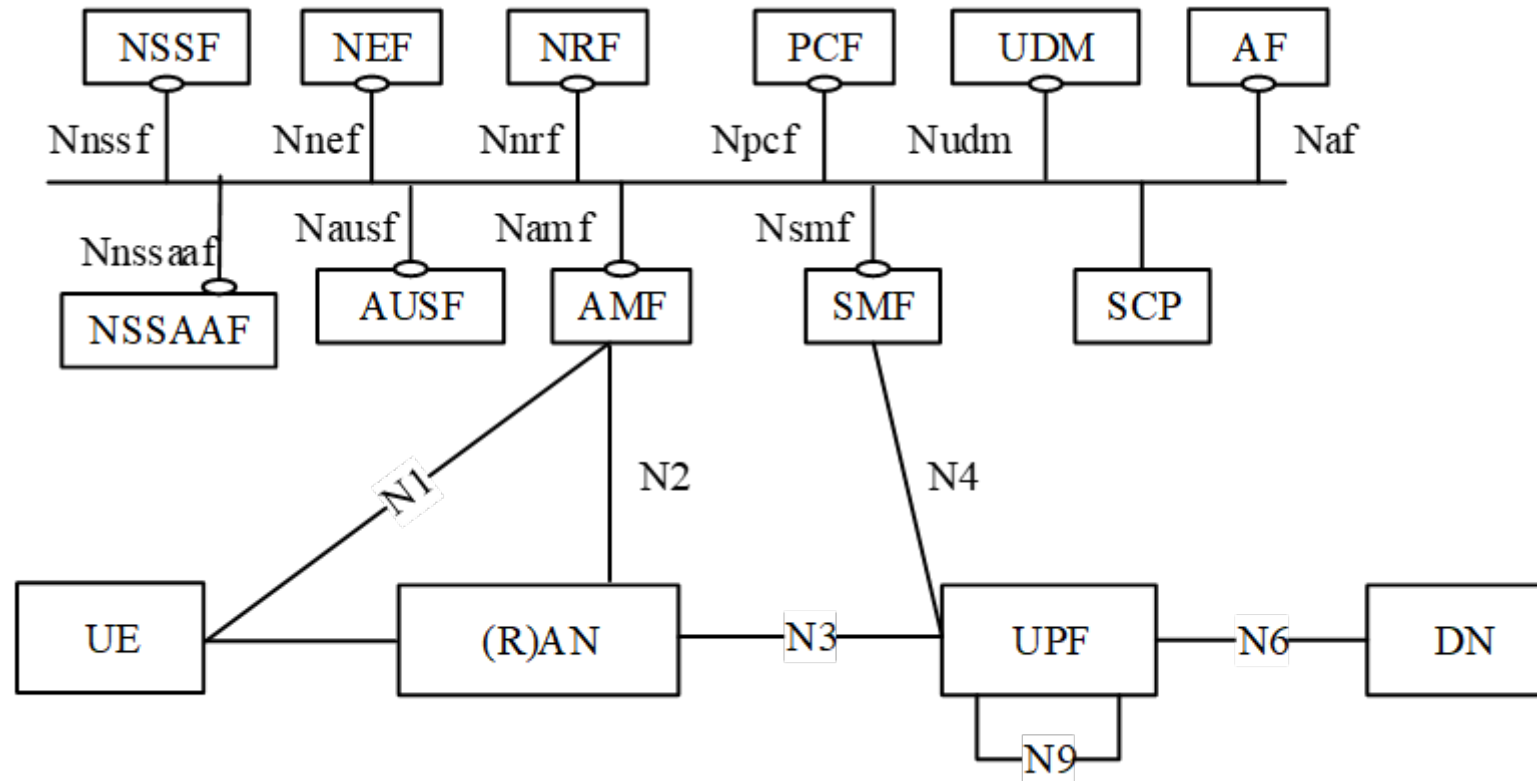 NSSF
NEF
NRF
PCF
UDM
AF
Nnssf
Nnef
Nnrf
Npcf
Nudm
Naf
Nnssaaf
Nausf
Namf
Nsmf
NSSAAF
AUSF
AMF
SMF
SCP
N1
N2
N4
UE
(R)AN
N3
UPF
N6
DN
N9